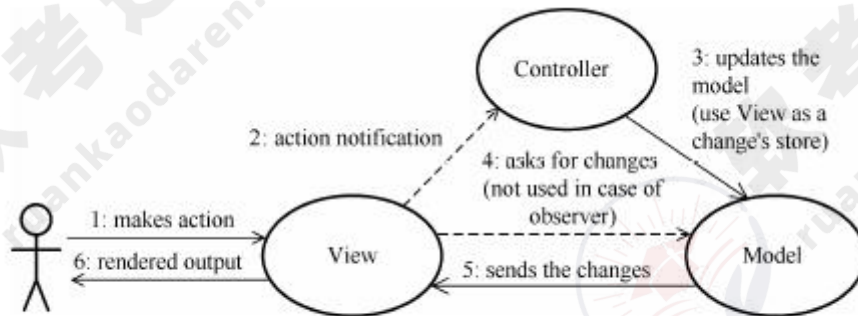 Controller
3: updates the
model
(use View as a
change's store)
2: action notification
4: asks for changes
(not used in case of
observer)
1: makes action
View
Model
6: rendered output
5: sends the changes
ruankaodaren.